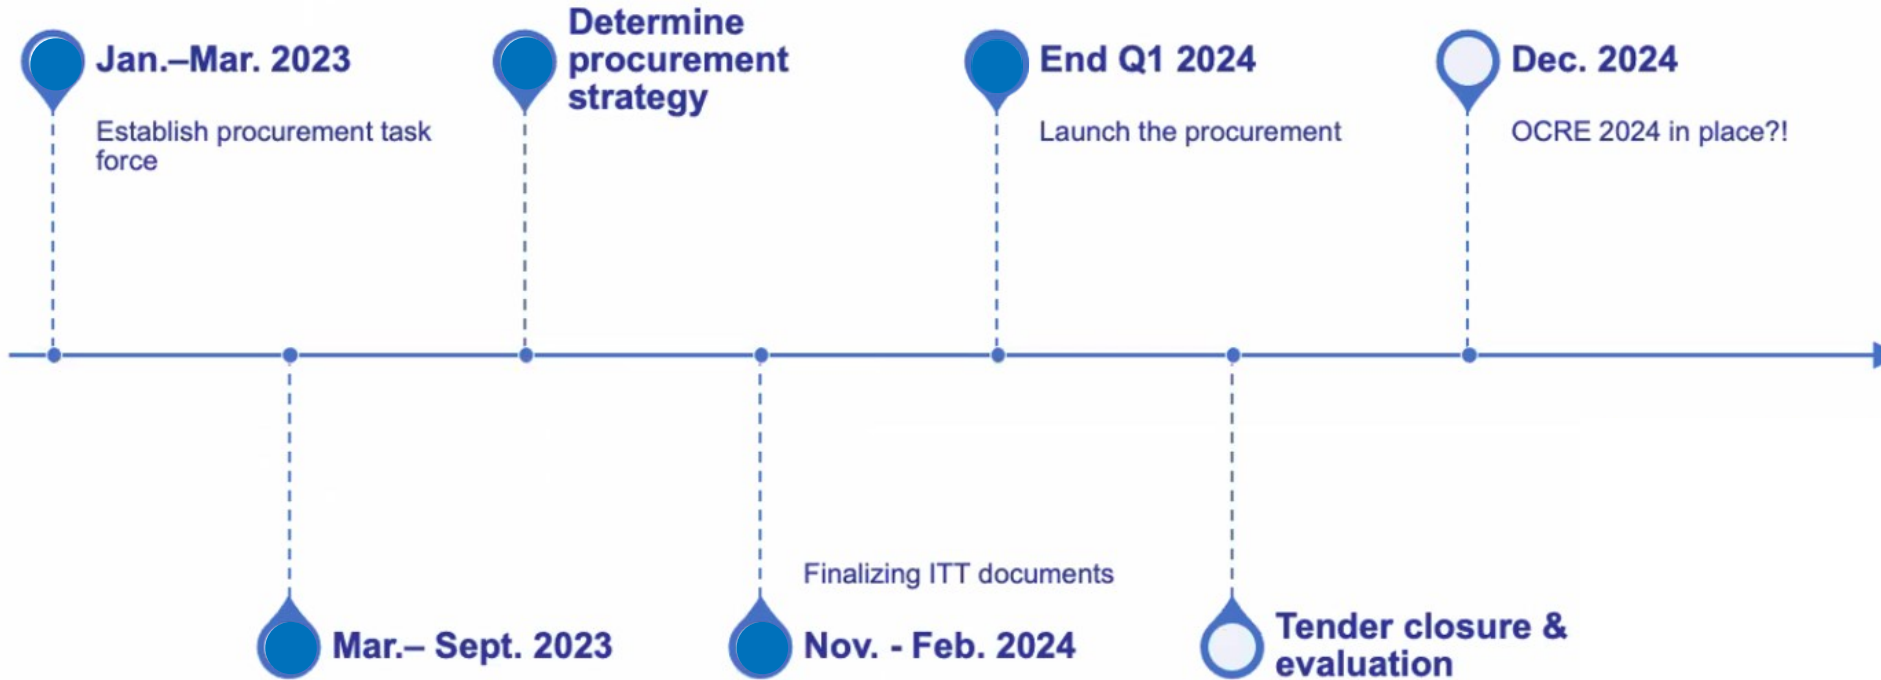 Jan.–Mar. 2023
Establish procurement task
force
Determine
procurement
strategy
End Q1 2024
Launch the procurement
Dec. 2024
OCRE 2024 in place?!
Mar.– Sept. 2023
Finalizing ITT documents
Nov. - Feb. 2024
Tender closure &
evaluation